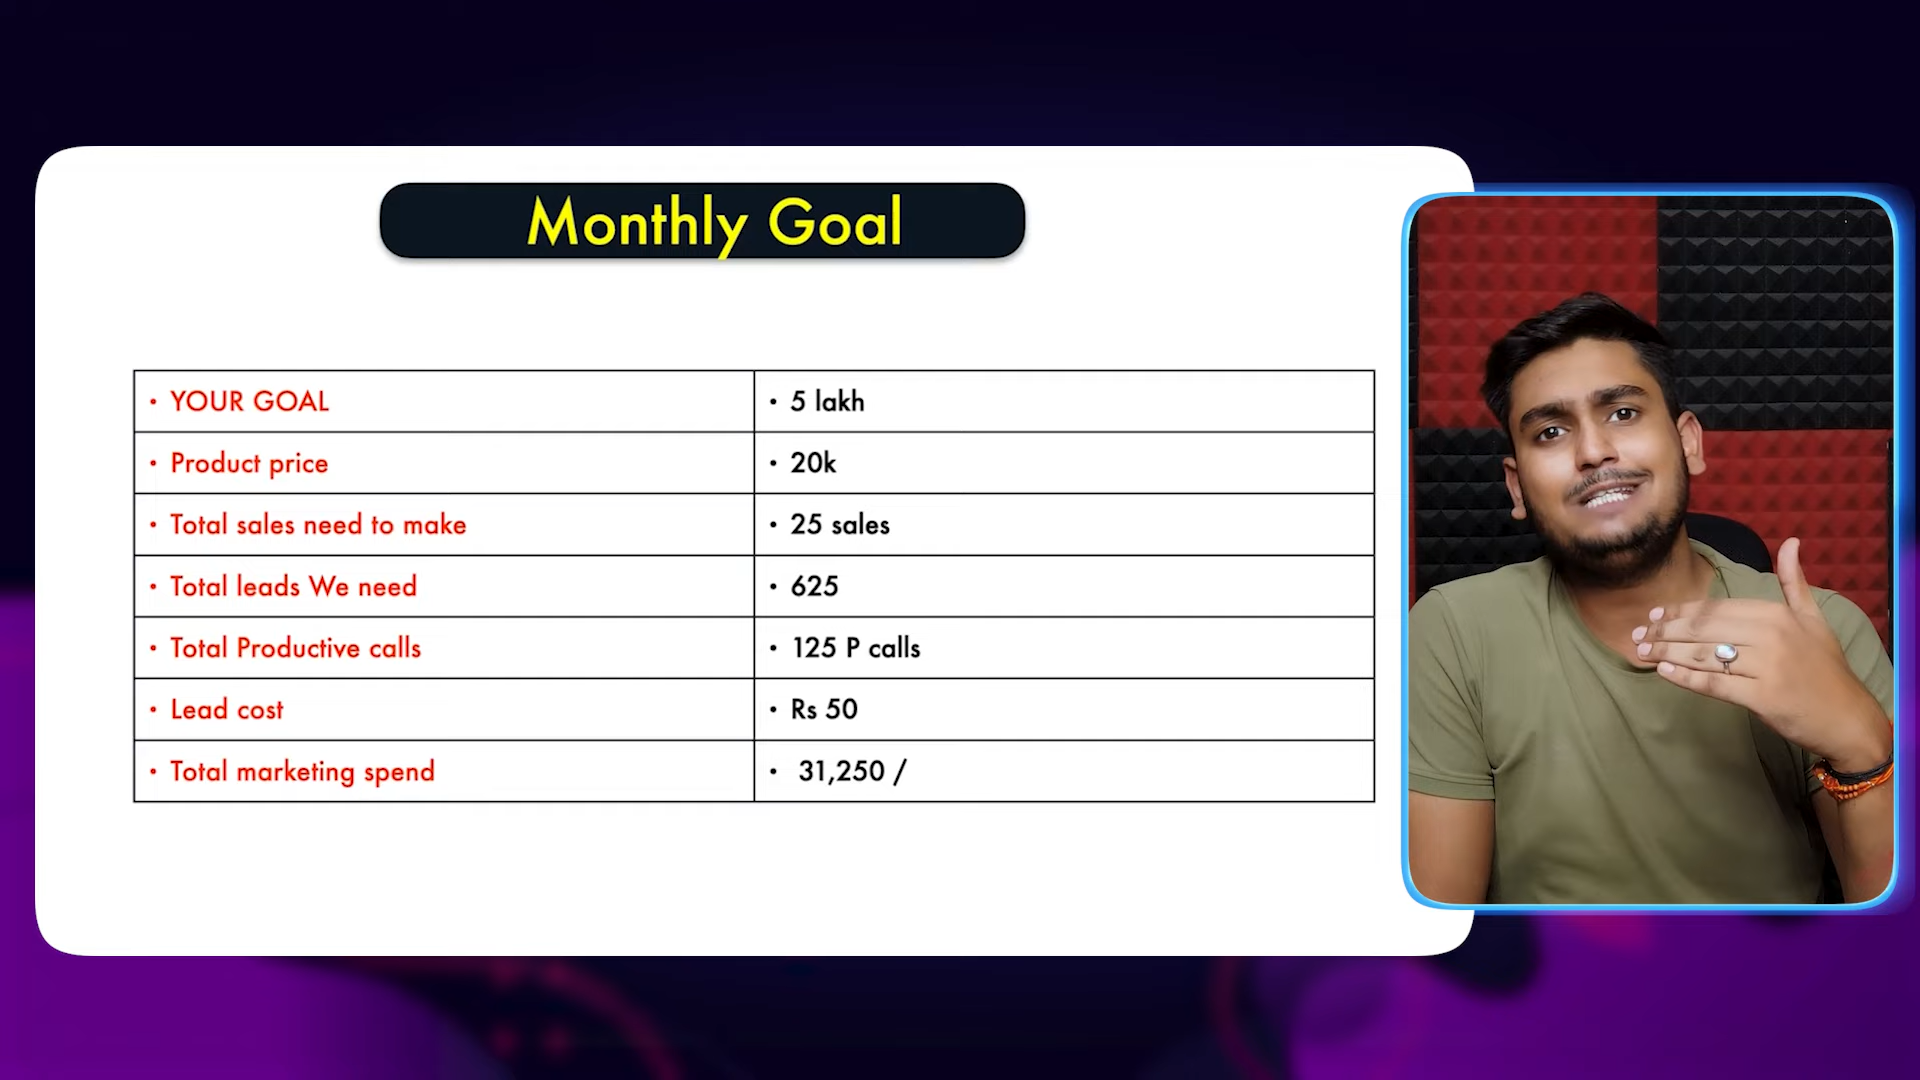 Monthly Goal
• YOUR GOAL • 5 lakh
• Product price • 20k
• Total sales need to make • 25 sales
• Total leads We need • 625
• Total Productive calls • 125 P calls
• Lead cost • Rs 50
• Total marketing spend • 31,250 /